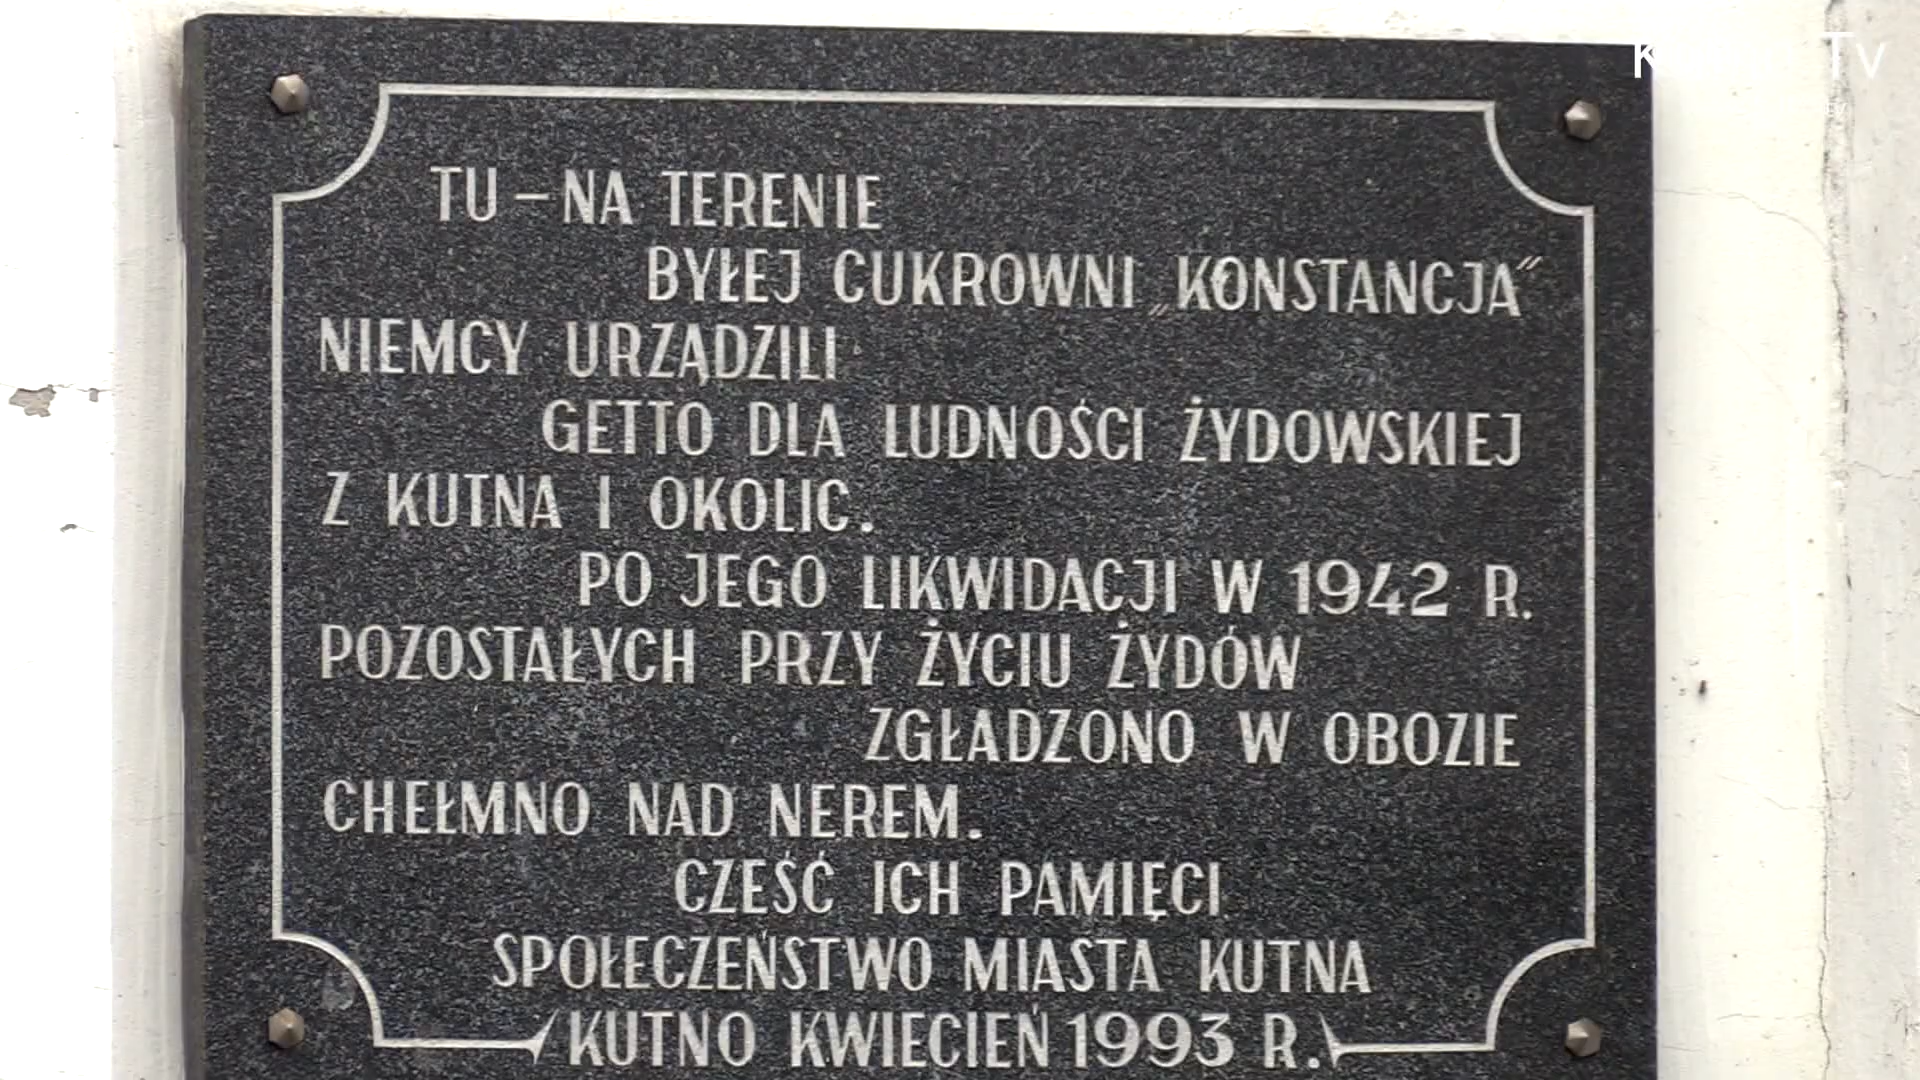 TU – NA TERENIE
BYŁEJ CUKROWNI „KONSTANCJA"
NIEMCY URZĄDZILI
GETTO DLA LUDNOŚCI ŻYDOWSKIEJ
Z KUTNA I OKOLIC.
PO JEGO LIKWIDACJI W 1942 R.
POZOSTAŁYCH PRZY ŻYCIU ŻYDÓW
ZGŁADZONO W OBOZIE
CHEŁMNO NAD NEREM.
CZEŚĆ ICH PAMIĘCI
SPOŁECZEŃSTWO MIASTA KUTNA
KUTNO KWIECIEŃ 1993 R.
Tv